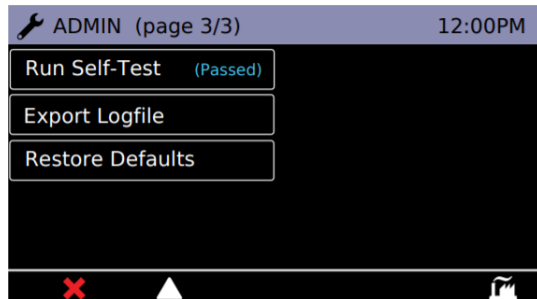 ADMIN (page 3/3) 12:00PM
Run Self-Test (Passed)
Export Logfile
Restore Defaults